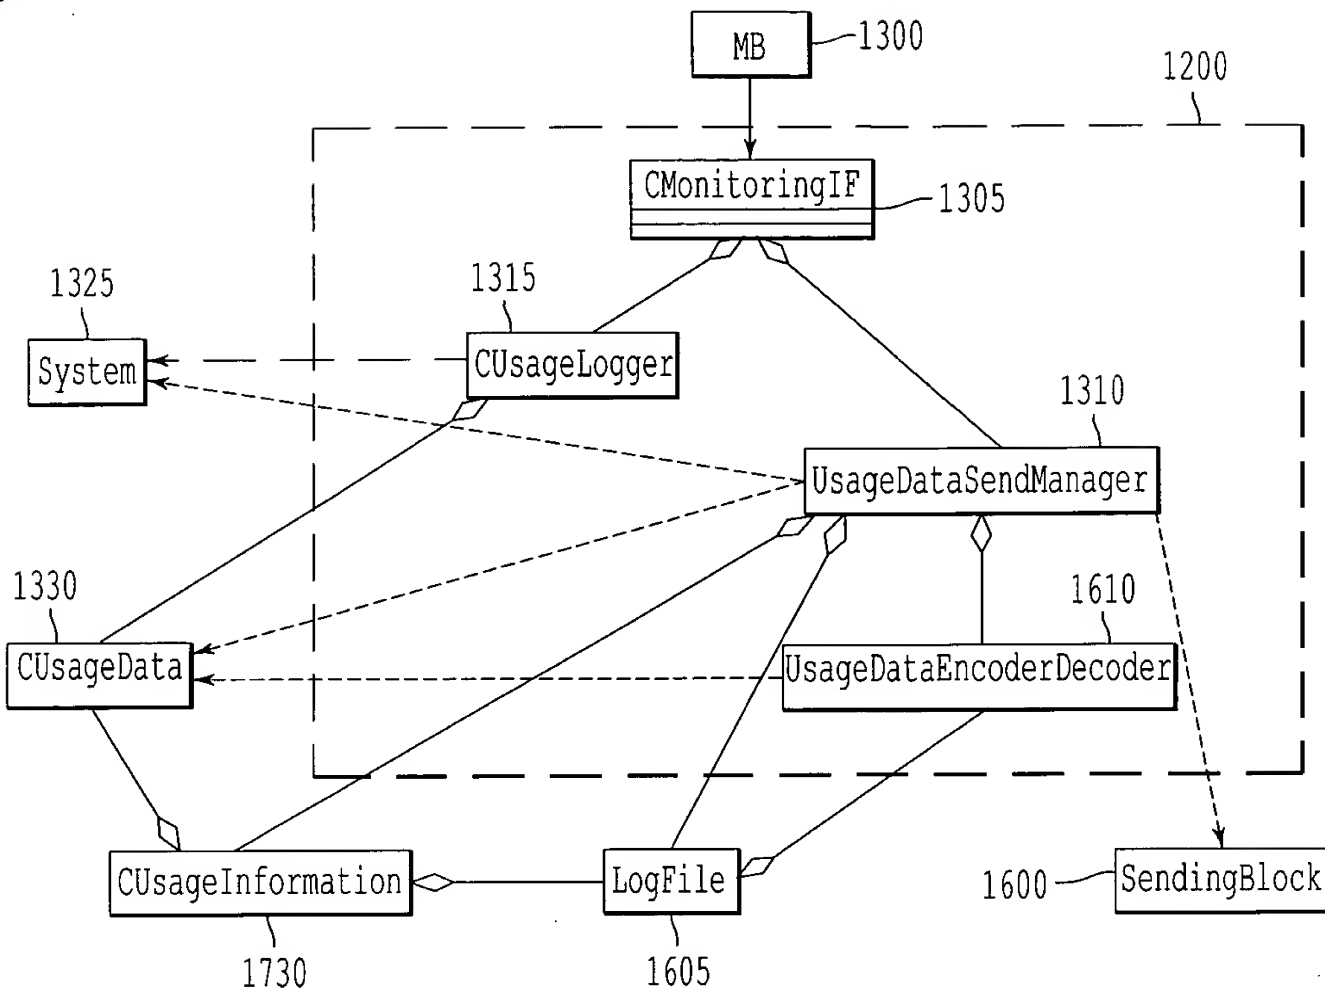 MB
1300
1200
CMonitoringIF
1305
1325
1315
System
CUsageLogger
1310
UsageDataSendManager
1330
1610
CUsageData
UsageDataEncoderDecoder
CUsageInformation
LogFile
1600
SendingBlock
1730
1605